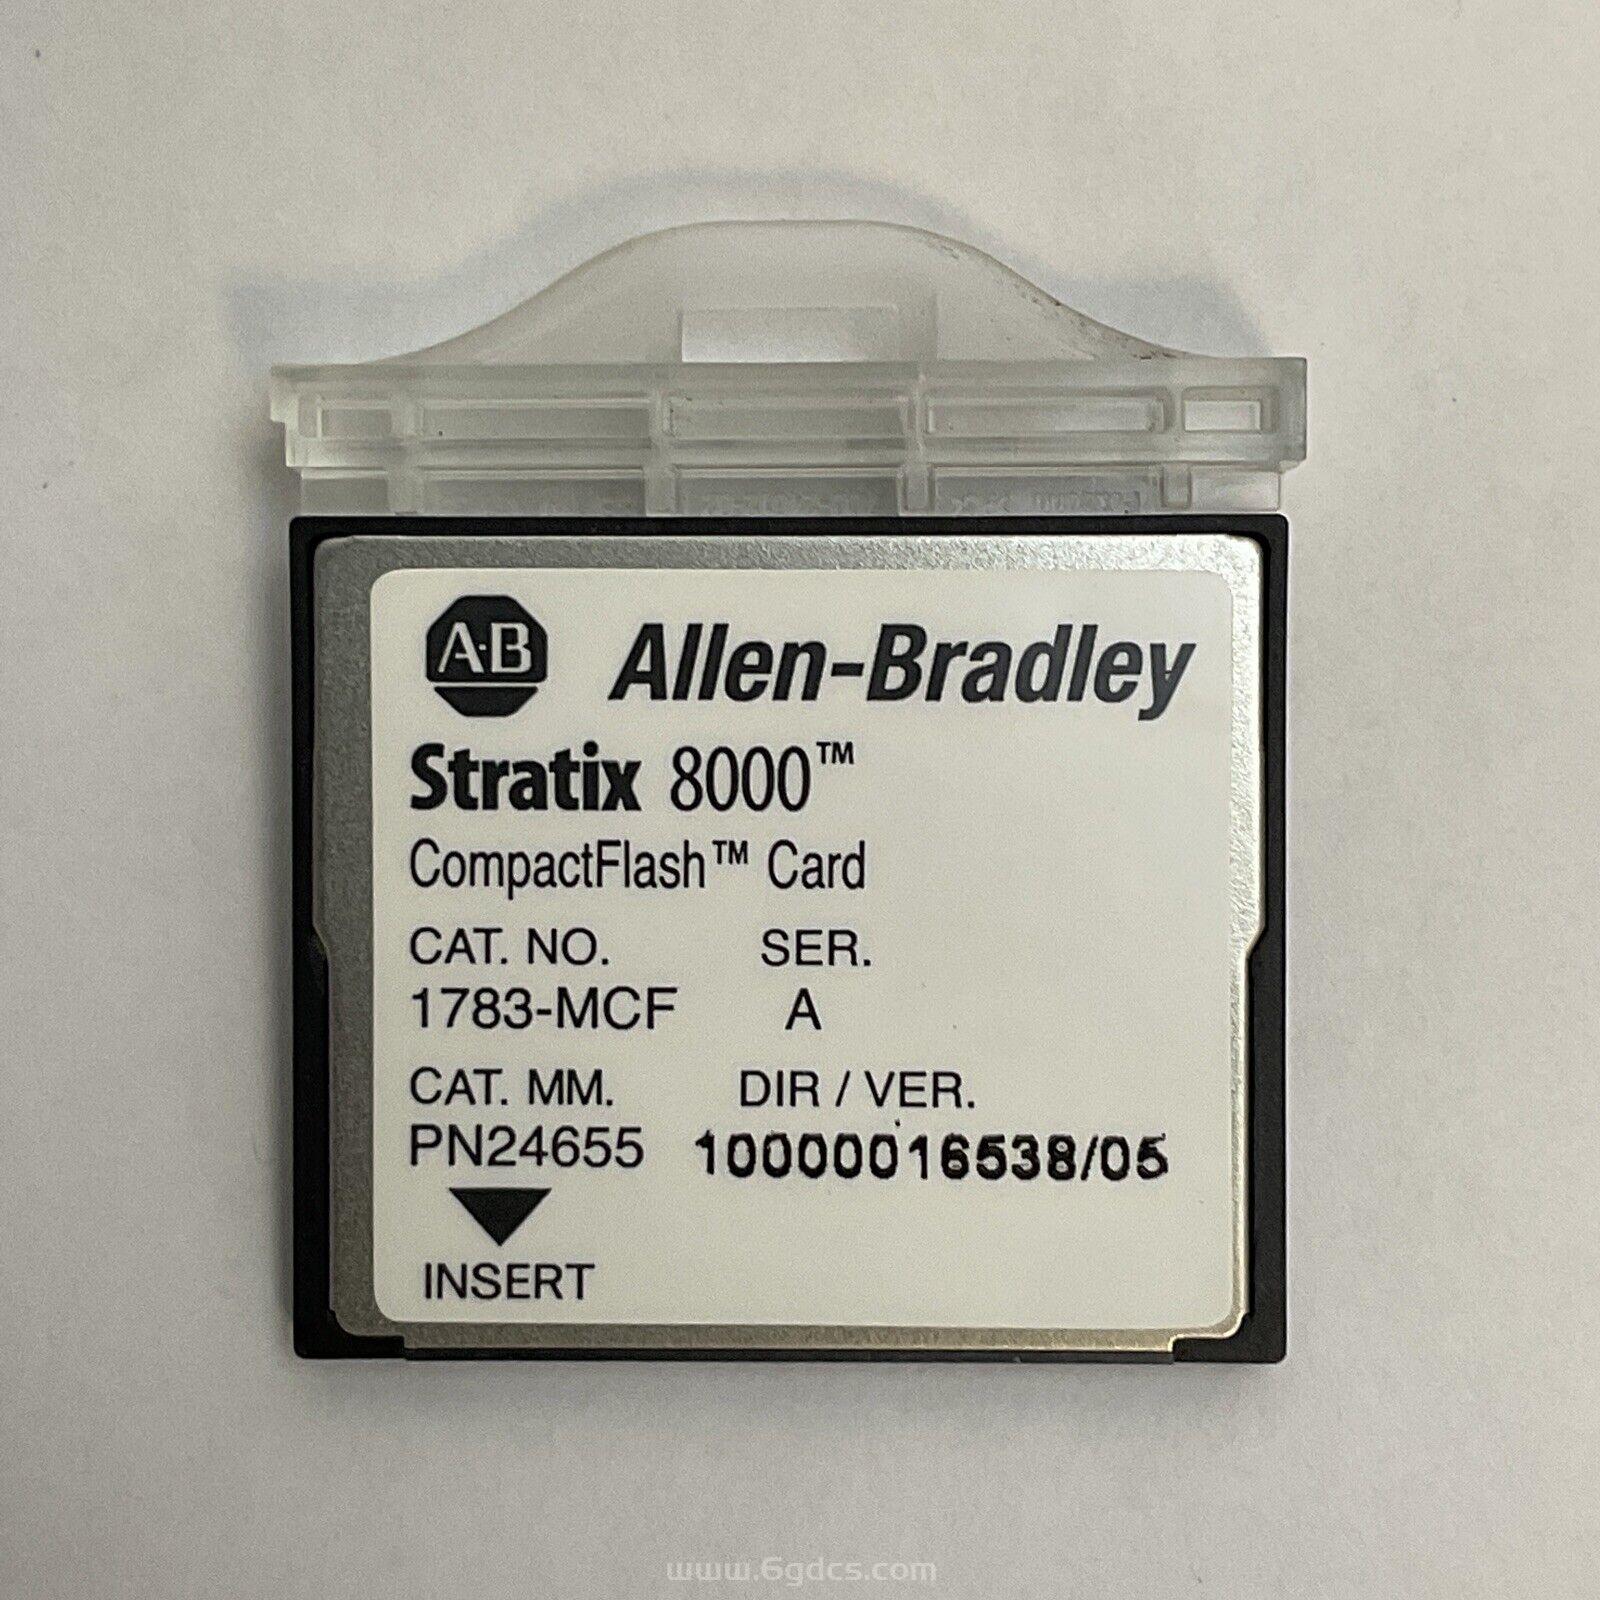 A·B Allen-Bradley
Stratix 8000™
CompactFlash™ Card
CAT. NO. SER.
1783-MCF A
CAT. MM. DIR / VER.
PN24655 10000016538/05
INSERT
www.6gdcs.com